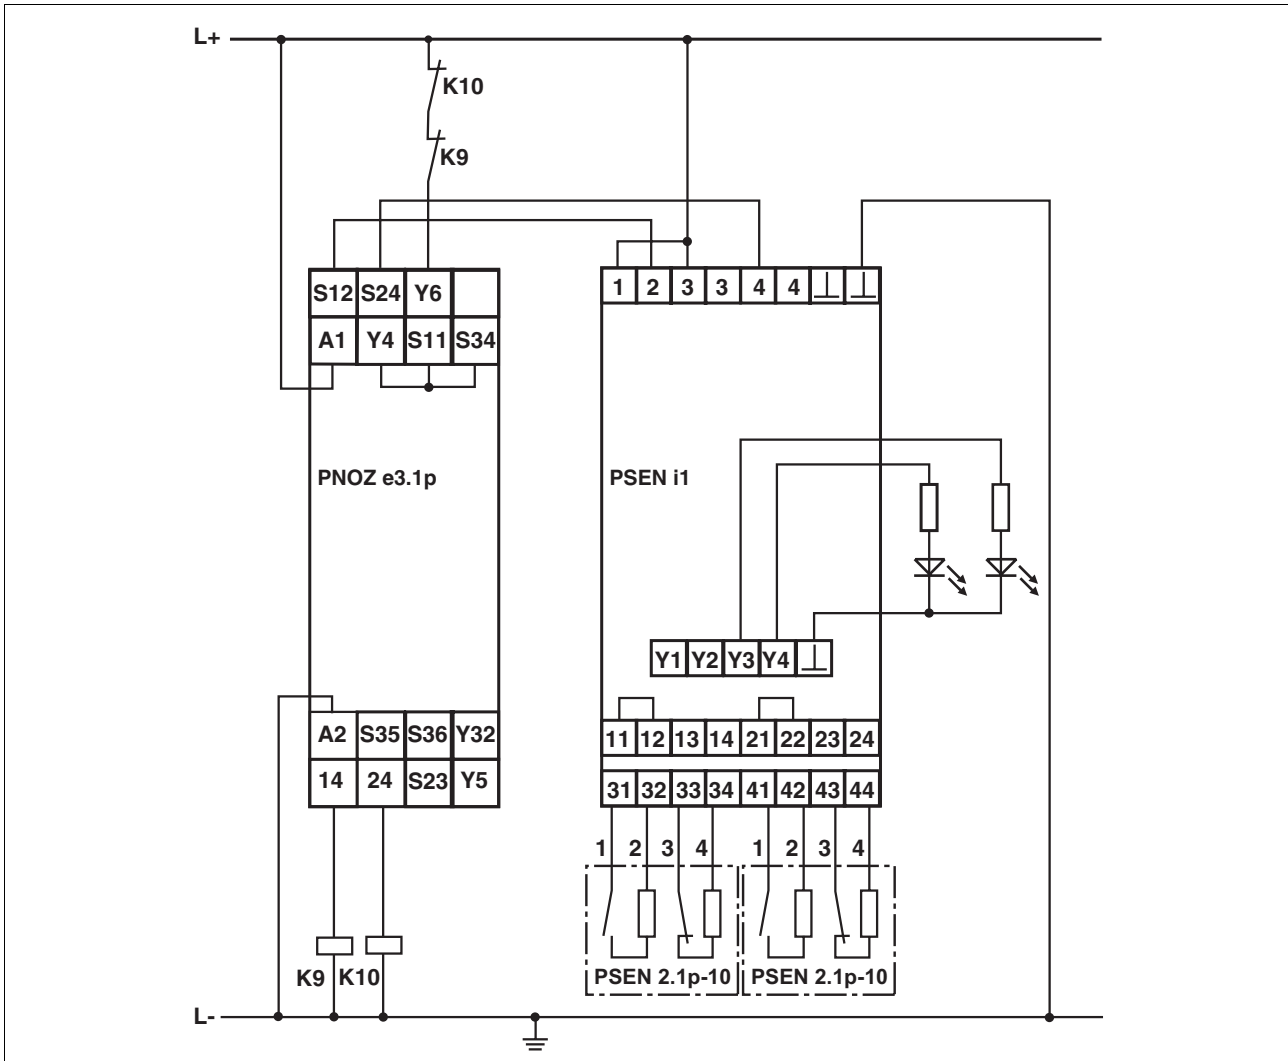 L+
K10
K9
S12 S24 Y6
A1 Y4 S11 S34
1 2 3 3 4 4
PNOZ e3.1p
PSEN i1
Y1 Y2 Y3 Y4
A2 S35 S36 Y32
14 24 S23 Y5
11 12 13 14 21 22 23 24
31 32 33 34 41 42 43 44
1 2 3 4 1 2 3 4
K9 K10
PSEN 2.1p-10 PSEN 2.1p-10
L-